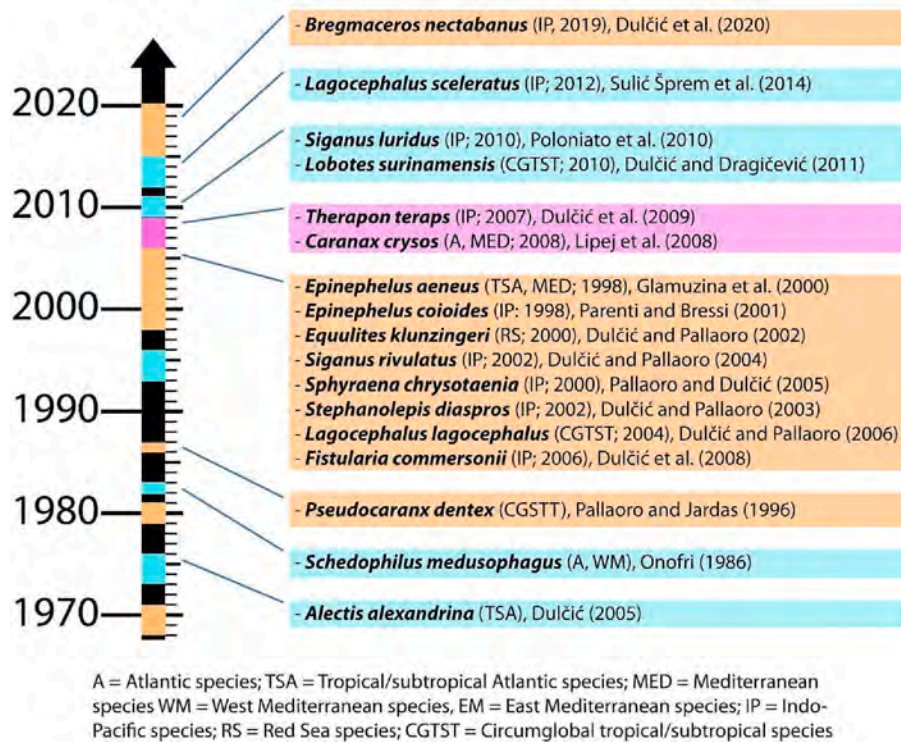 - Bregmaceros nectabanus (IP, 2019), Dulčić et al. (2020)
- Lagocephalus sceleratus (IP; 2012), Sulić Šprem et al. (2014)
- Siganus luridus (IP; 2010), Poloniato et al. (2010)
- Lobotes surinamensis (CGTST; 2010), Dulčić and Dragičević (2011)
- Therapon teraps (IP; 2007), Dulčić et al. (2009)
- Caranax crysos (A, MED; 2008), Lipej et al. (2008)
- Epinephelus aeneus (TSA, MED; 1998), Glamuzina et al. (2000)
- Epinephelus coioides (IP: 1998), Parenti and Bressi (2001)
- Equulites klunzingeri (RS; 2000), Dulčić and Pallaoro (2002)
- Siganus rivulatus (IP; 2002), Dulčić and Pallaoro (2004)
- Sphyraena chrysotaenia (IP; 2000), Pallaoro and Dulčić (2005)
- Stephanolepis diaspros (IP; 2002), Dulčić and Pallaoro (2003)
- Lagocephalus lagocephalus (CGTST; 2004), Dulčić and Pallaoro (2006)
- Fistularia commersonii (IP; 2006), Dulčić et al. (2008)
- Pseudocaranx dentex (CGSTT), Pallaoro and Jardas (1996)
- Schedophilus medusophagus (A, WM), Onofri (1986)
- Alectis alexandrina (TSA), Dulčić (2005)
2020
2010
2000
1990
1980
1970
A = Atlantic species; TSA = Tropical/subtropical Atlantic species; MED = Mediterranean
species WM = West Mediterranean species, EM = East Mediterranean species; IP = Indo-
Pacific species; RS = Red Sea species; CGTST = Circumglobal tropical/subtropical species